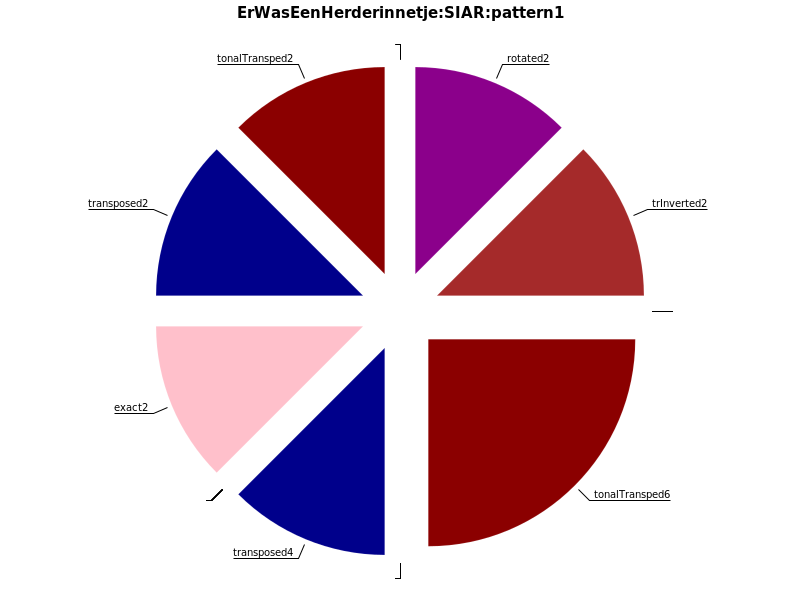 ErWasEenHerderinnetje:SIAR:pattern1
tonalTransped2
rotated2
transposed2
trInverted2
exact2
tonalTransped6
transposed4